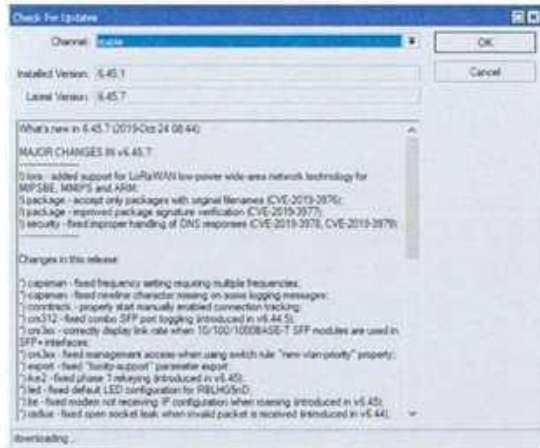 Check For Updates
Channel: stable
OK
Installed Version: 6.45.1
Cancel
Latest Version: 6.45.7
What's new in 6.45.7 (2019-Oct-24 08:44):
MAJOR CHANGES IN v6.45.7:
!) lora - added support for LoRaWAN low-power wide-area network technology for
MIPSBE, MMIPS and ARM;
!) package - accept only packages with original filenames (CVE-2019-3976);
!) package - improved package signature verification (CVE-2019-3977);
!) security - fixed improper handling of DNS responses (CVE-2019-3978, CVE-2019-3979)
Changes in this release:
*) capsman - fixed frequency setting requiring multiple frequencies;
*) capsman - fixed newline character missing on some logging messages;
*) conntrack - properly start manually enabled connection tracking;
*) crs312 - fixed combo SFP port toggling (introduced in v6.44.5);
*) crs3xx - correctly display link rate when 10/100/1000BASE-T SFP modules are used in
SFP+ interfaces;
*) crs3xx - fixed management access when using switch rule "new-vlan-priority" property;
*) export - fixed "bootp-support" parameter export;
*) ike2 - fixed phase 1 rekeying (introduced in v6.45);
*) led - fixed default LED configuration for RBLHG5nD;
*) lte - fixed modem not receiving IP configuration when roaming (introduced in v6.45);
*) radius - fixed open socket leak when invalid packet is received (introduced in v6.44);
downloading...